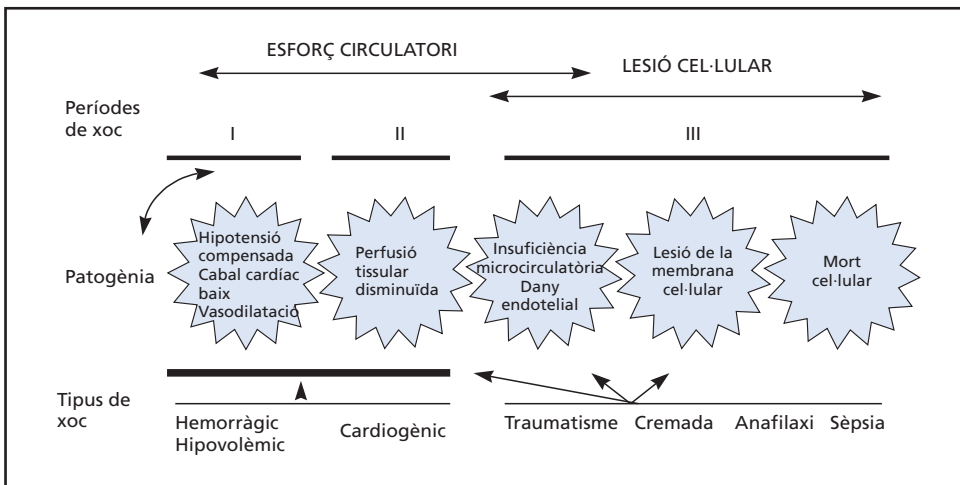 ESFORÇ CIRCULATORI
LESIÓ CEL·LULAR
Períodes
de xoc
I
II
III
Patogènia
Hipotensió
compensada
Cabal cardíac
baix
Vasodilatació
Perfusió
tissular
disminuïda
Insuficiència
microcirculatòria
Dany
endotelial
Lesió de la
membrana
cel·lular
Mort
cel·lular
Tipus de
xoc
Hemorràgic
Hipovolèmic
Cardiogènic
Traumatisme
Cremada
Anafilaxi
Sèpsia